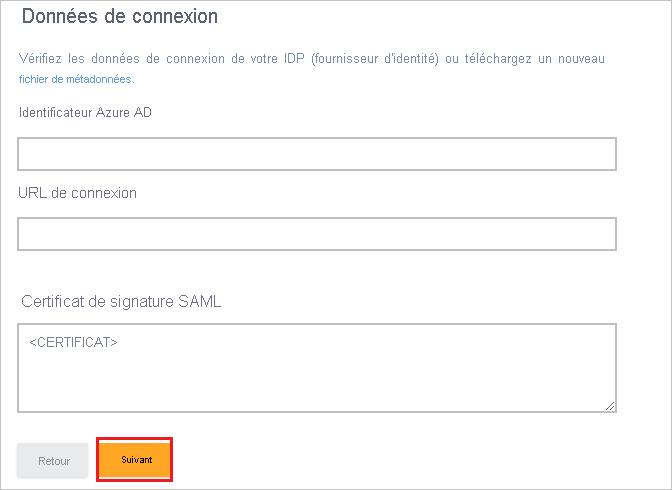 Données de connexion
Vérifiez les données de connexion de votre IDP (fournisseur d'identité) ou téléchargez un nouveau
fichier de métadonnées.
Identificateur Azure AD
URL de connexion
Certificat de signature SAML
<CERTIFICAT>
Retour
Suivant